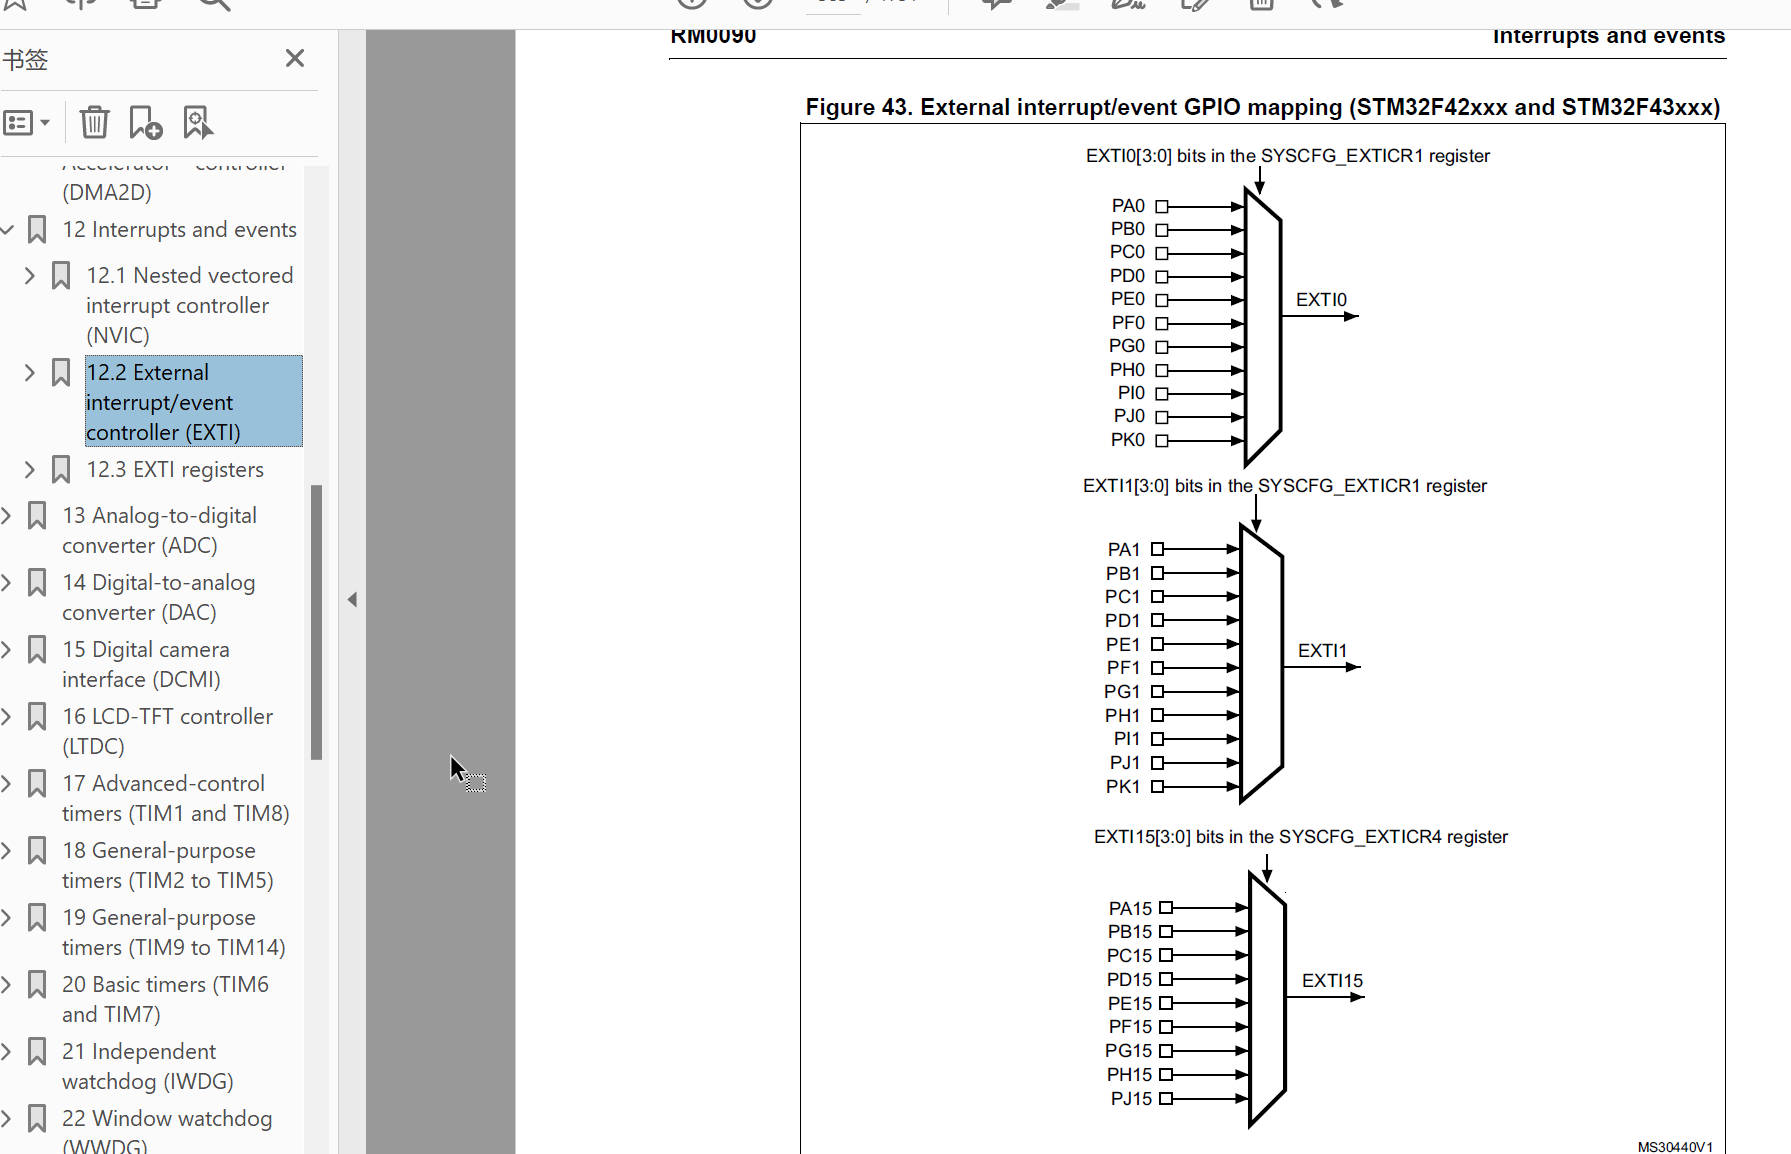 书签
(DMA2D)
12 Interrupts and events
12.1 Nested vectored
interrupt controller
(NVIC)
12.2 External
interrupt/event
controller (EXTI)
12.3 EXTI registers
13 Analog-to-digital
converter (ADC)
14 Digital-to-analog
converter (DAC)
15 Digital camera
interface (DCMI)
16 LCD-TFT controller
(LTDC)
17 Advanced-control
timers (TIM1 and TIM8)
18 General-purpose
timers (TIM2 to TIM5)
19 General-purpose
timers (TIM9 to TIM14)
20 Basic timers (TIM6
and TIM7)
21 Independent
watchdog (IWDG)
22 Window watchdog
(WWDG)
RM0090 Interrupts and events
Figure 43. External interrupt/event GPIO mapping (STM32F42xxx and STM32F43xxx)
EXTI0[3:0] bits in the SYSCFG_EXTICR1 register
PA0
PB0
PC0
PD0
PE0
PF0
PG0
PH0
PI0
PJ0
PK0
EXTI0
EXTI1[3:0] bits in the SYSCFG_EXTICR1 register
PA1
PB1
PC1
PD1
PE1
PF1
PG1
PH1
PI1
PJ1
PK1
EXTI1
EXTI15[3:0] bits in the SYSCFG_EXTICR4 register
PA15
PB15
PC15
PD15
PE15
PF15
PG15
PH15
PJ15
EXTI15
MS30440V1